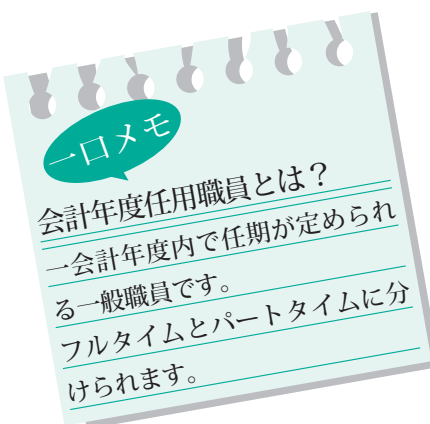 一口メモ
会計年度任用職員とは？
一会計年度内で任期が定められ
る一般職員です。
フルタイムとパートタイムに分
けられます。